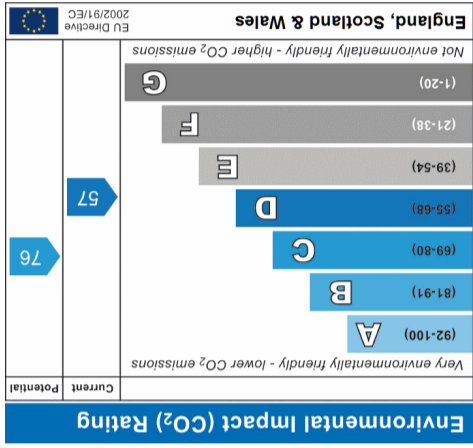 Environmental Impact (CO₂) Rating
Current Potential
Very environmentally friendly - lower CO₂ emissions
(92-100) A
(81-91) B
(69-80) C
(55-68) D
(39-54) E
(21-38) F
(1-20) G
57
76
Not environmentally friendly - higher CO₂ emissions
England, Scotland & Wales
EU Directive
2002/91/EC